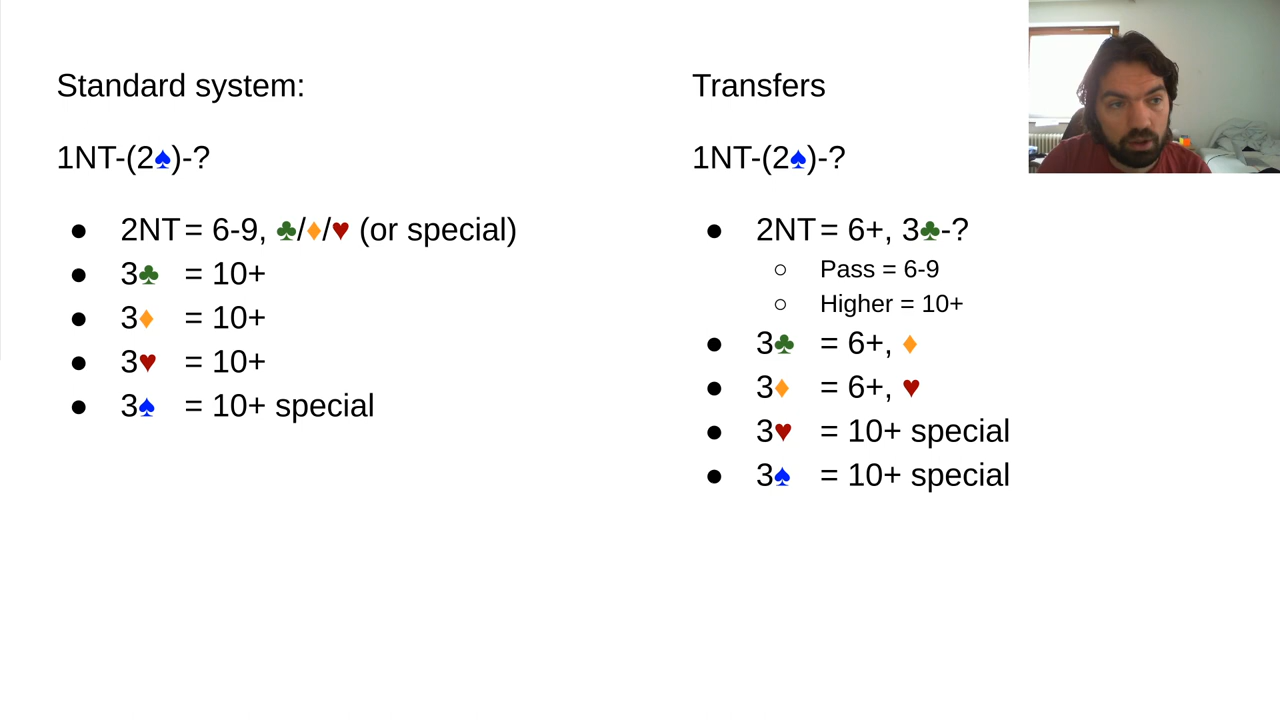 Standard system:
1NT-(2♠)-?
● 2NT = 6-9, ♣/♦/♥ (or special)
● 3♣ = 10+
● 3♦ = 10+
● 3♥ = 10+
● 3♠ = 10+ special
Transfers
1NT-(2♠)-?
● 2NT = 6+, 3♣-?
○ Pass = 6-9
○ Higher = 10+
● 3♣ = 6+, ♦
● 3♦ = 6+, ♥
● 3♥ = 10+ special
● 3♠ = 10+ special